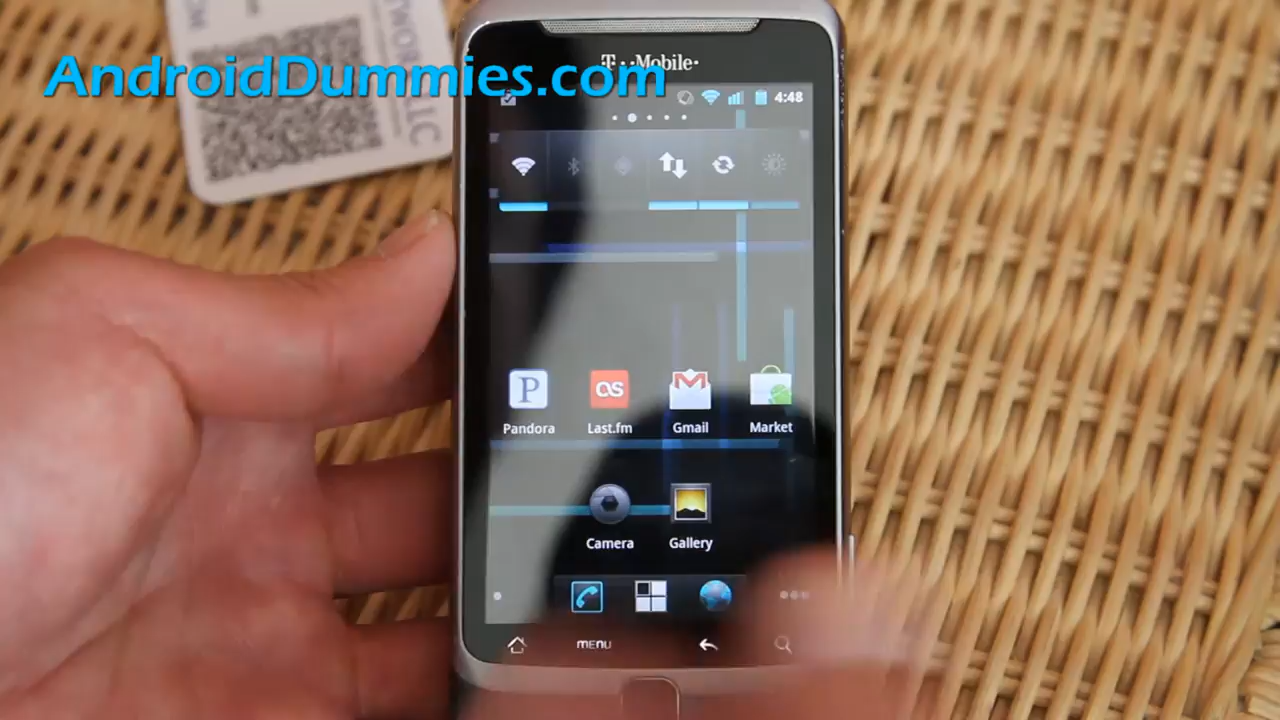 AndroidDummies.com
T··Mobile·
4:48
Pandora
Last.fm
Gmail
Market
Camera
Gallery
MENU